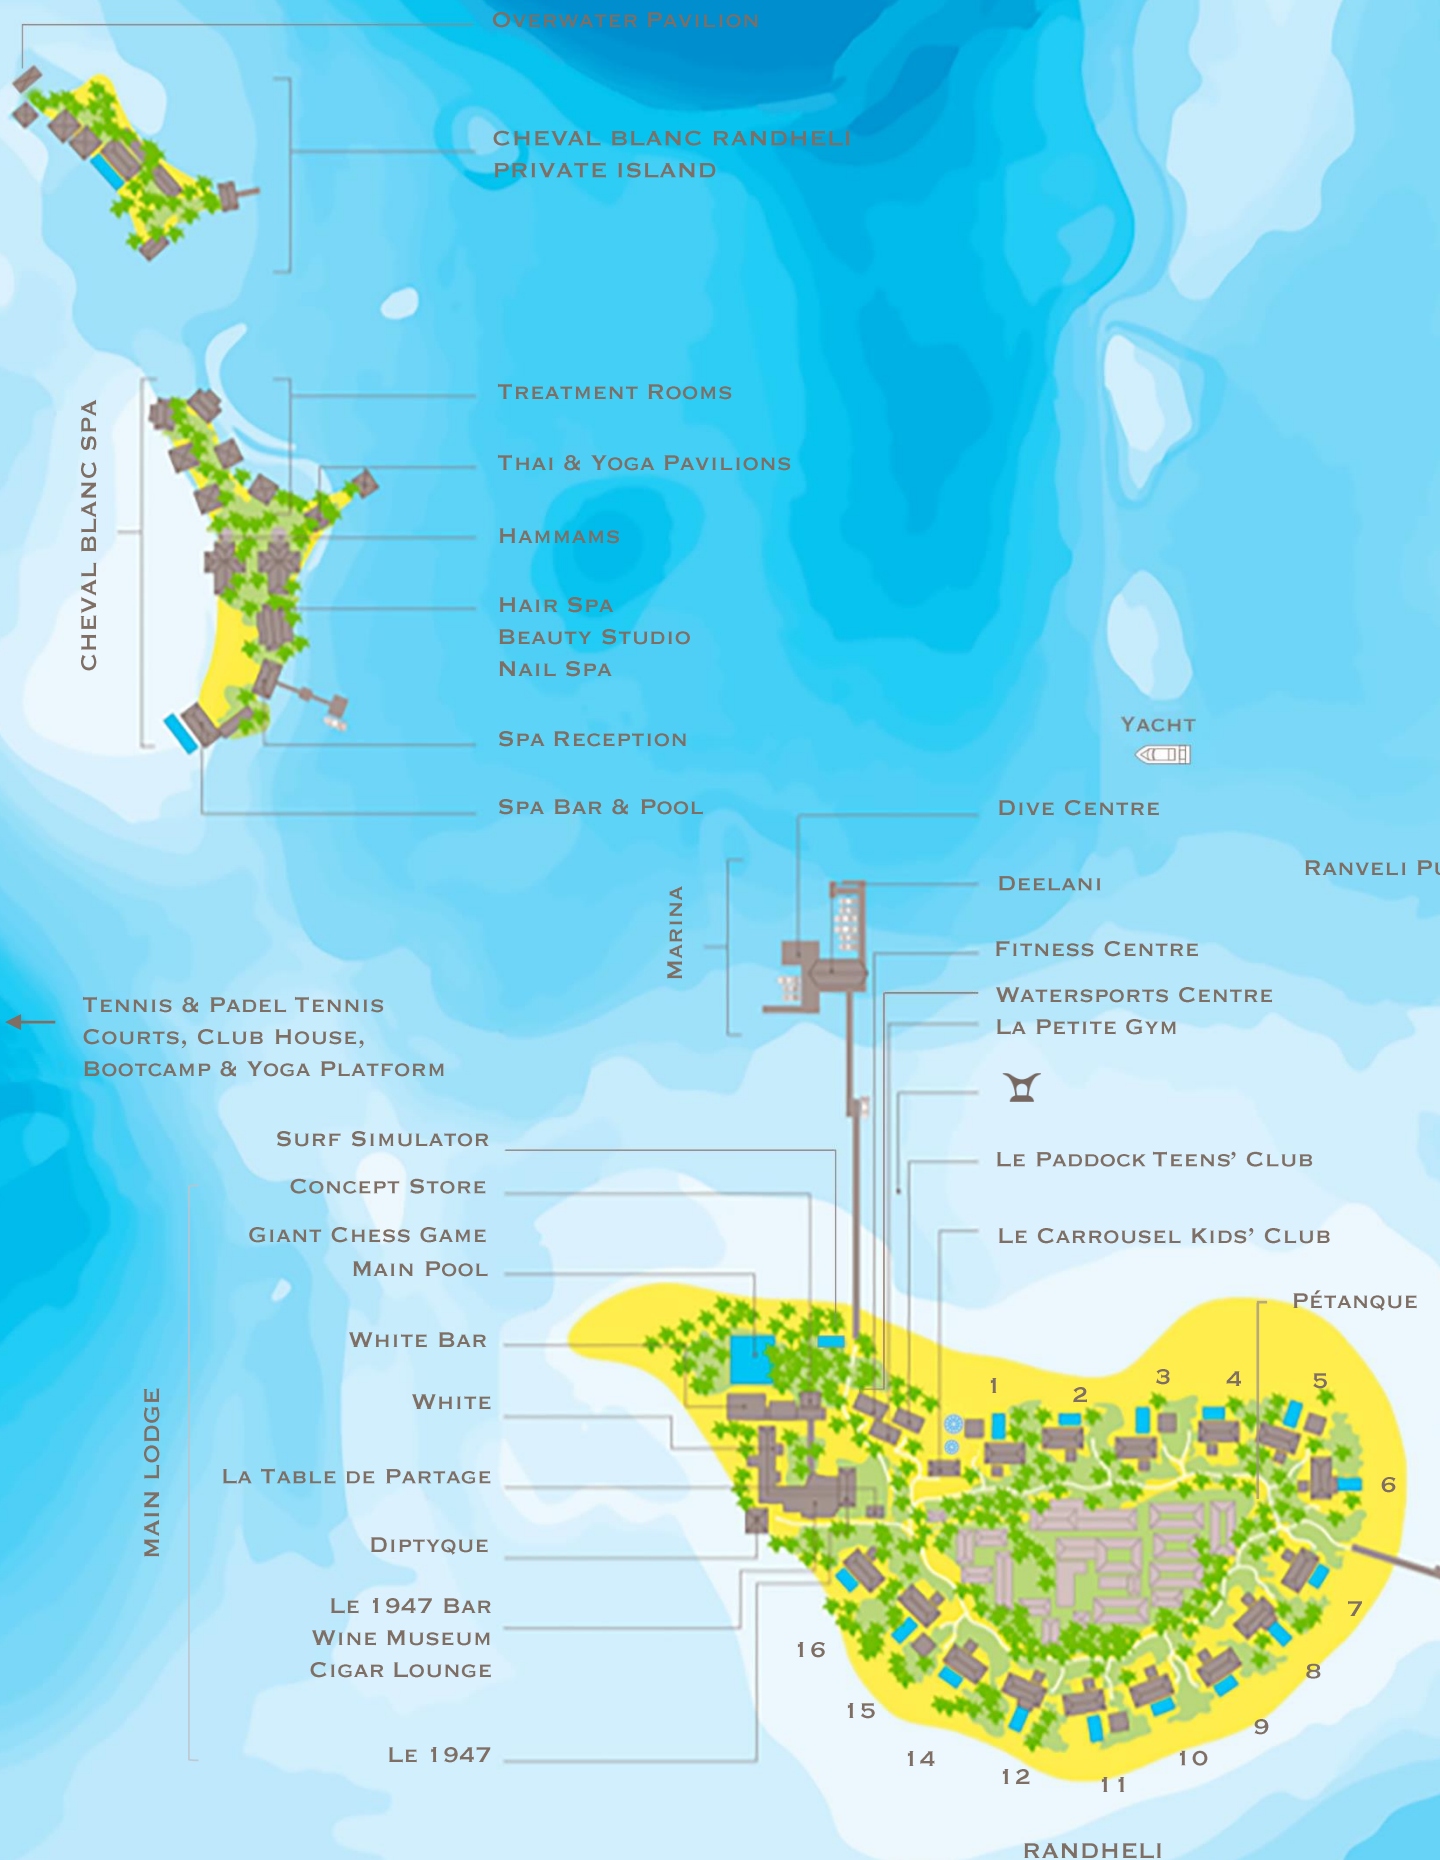 Overwater Pavilion
CHEVAL BLANC RANDHELI
PRIVATE ISLAND
CHEVAL BLANC SPA
Treatment Rooms
Thai & Yoga Pavilions
Hammams
Hair Spa
Beauty Studio
Nail Spa
Spa Reception
Spa Bar & Pool
Yacht
Marina
Dive Centre
Deelani
Ranveli Pu
Fitness Centre
Watersports Centre
La Petite Gym
Tennis & Padel Tennis
Courts, Club House,
Bootcamp & Yoga Platform
Le Paddock Teens’ Club
Le Carrousel Kids’ Club
Pétanque
MAIN LODGE
Surf Simulator
Concept Store
Giant Chess Game
Main Pool
White Bar
White
La Table de Partage
Diptyque
Le 1947 Bar
Wine Museum
Cigar Lounge
Le 1947
1
2
3
4
5
6
7
8
9
10
11
12
14
15
16
RANDHELI